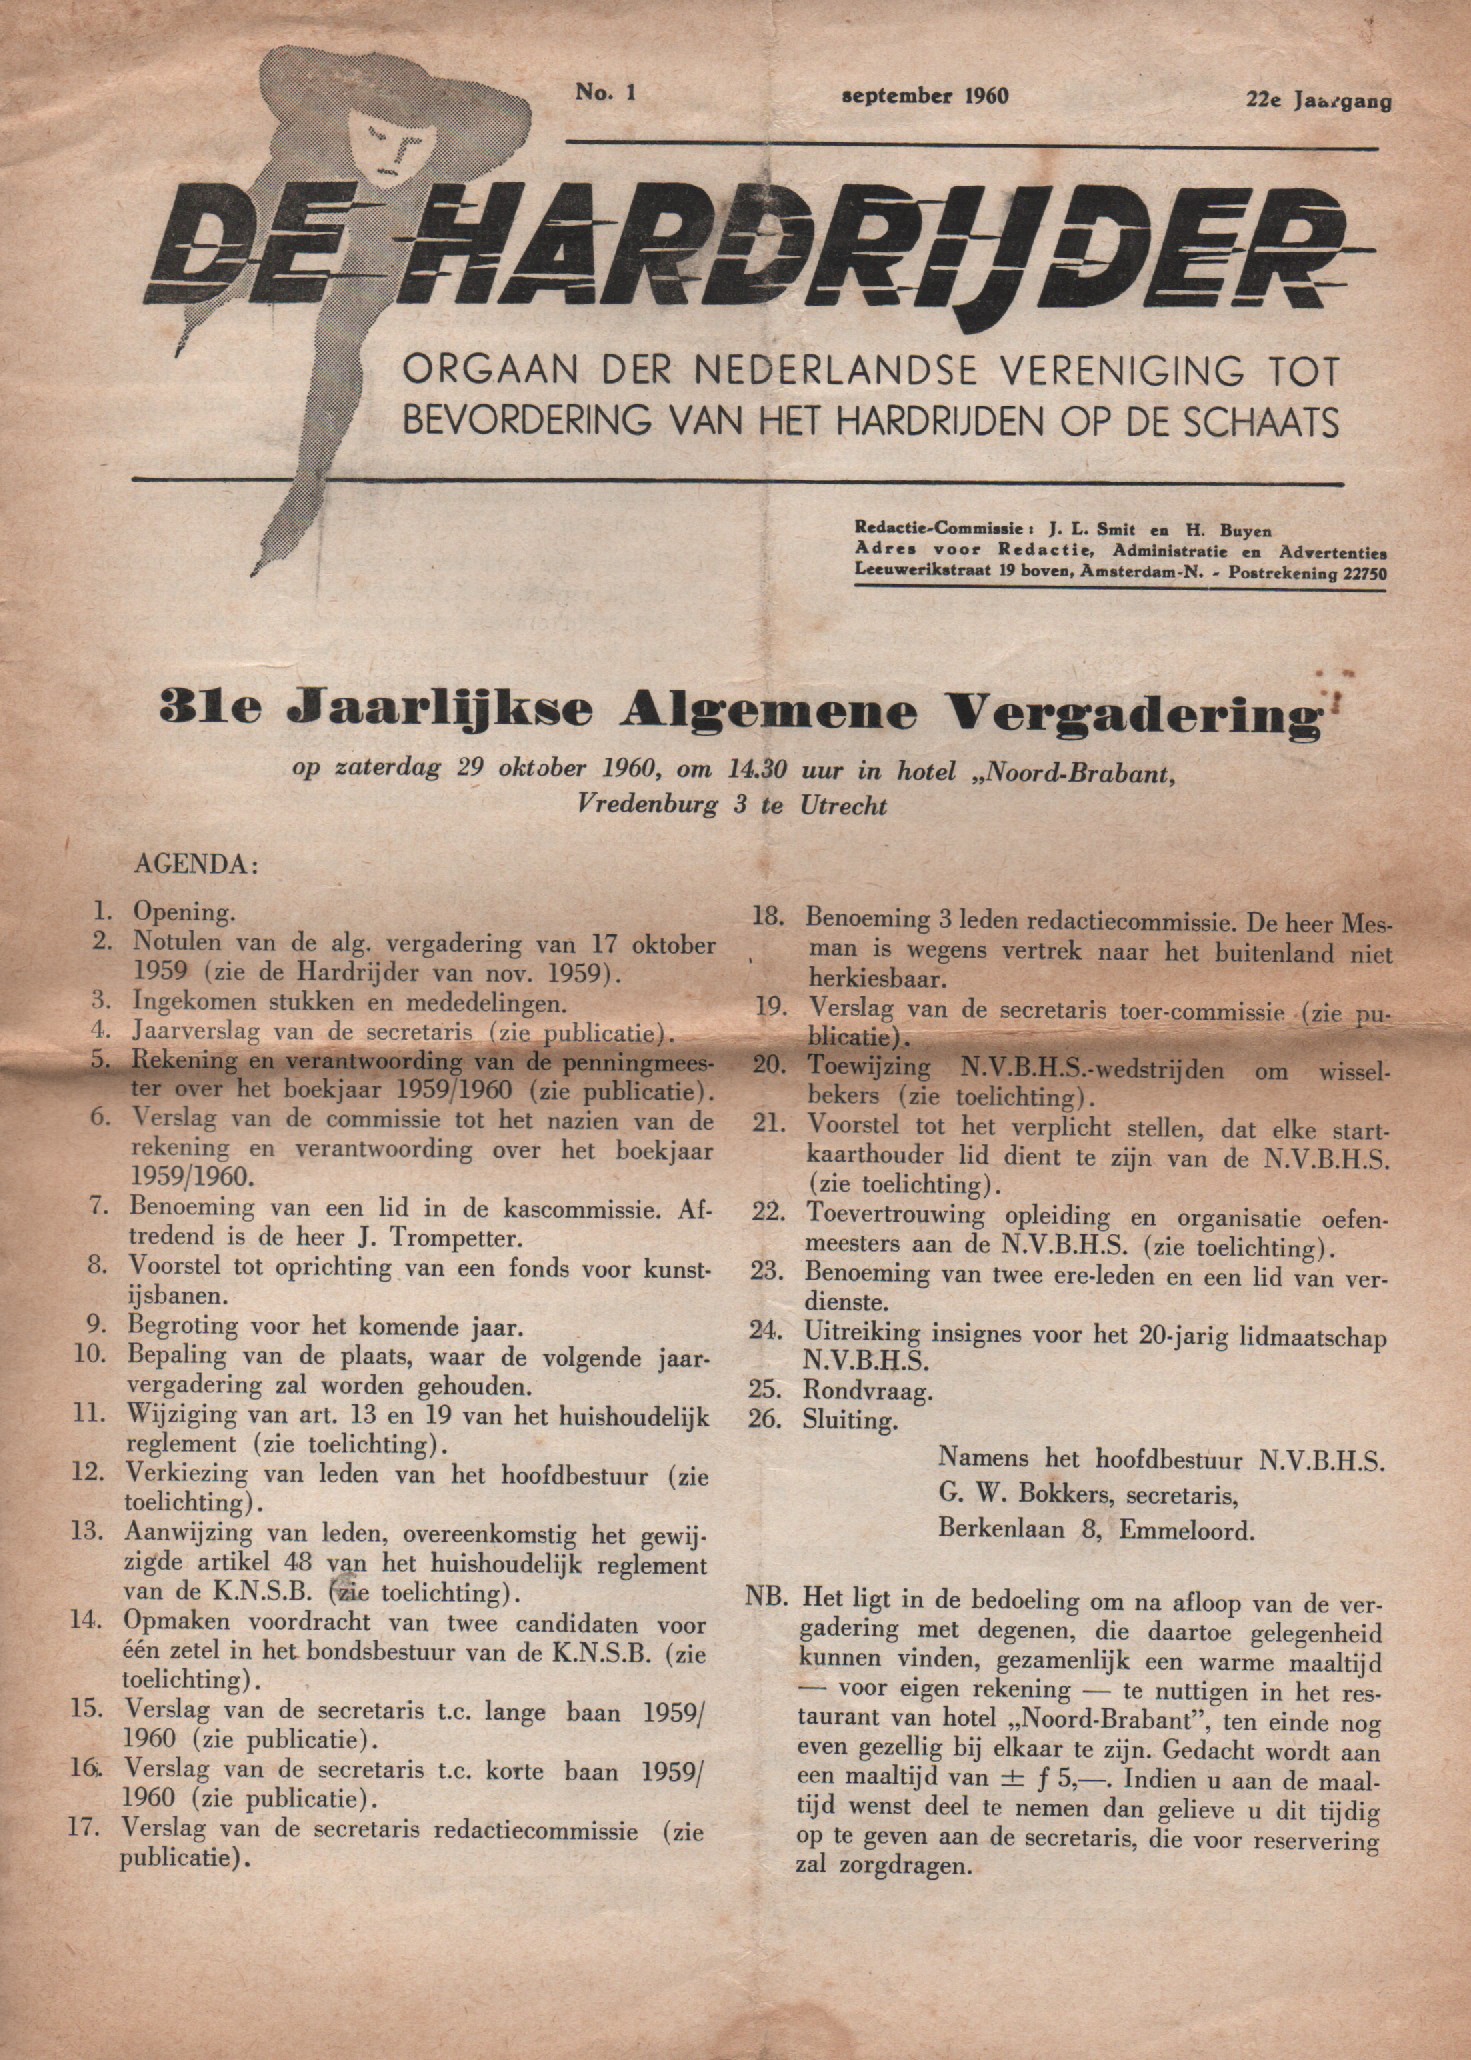 No. 1 september 1960 22e Jaargang
DE HARDRIJDER
ORGAAN DER NEDERLANDSE VERENIGING TOT
BEVORDERING VAN HET HARDRIJDEN OP DE SCHAATS
Redactie-Commissie: J. L. Smit en H. Buyen
Adres voor Redactie, Administratie en Advertenties
Leeuwerikstraat 19 boven, Amsterdam-N. - Postrekening 22750
31e Jaarlijkse Algemene Vergadering
op zaterdag 29 oktober 1960, om 14.30 uur in hotel „Noord-Brabant,
Vredenburg 3 te Utrecht
AGENDA:
1. Opening.
2. Notulen van de alg. vergadering van 17 oktober
1959 (zie de Hardrijder van nov. 1959).
3. Ingekomen stukken en mededelingen.
4. Jaarverslag van de secretaris (zie publicatie).
5. Rekening en verantwoording van de penningmees-
ter over het boekjaar 1959/1960 (zie publicatie).
6. Verslag van de commissie tot het nazien van de
rekening en verantwoording over het boekjaar
1959/1960.
7. Benoeming van een lid in de kascommissie. Af-
tredend is de heer J. Trompetter.
8. Voorstel tot oprichting van een fonds voor kunst-
ijsbanen.
9. Begroting voor het komende jaar.
10. Bepaling van de plaats, waar de volgende jaar-
vergadering zal worden gehouden.
11. Wijziging van art. 13 en 19 van het huishoudelijk
reglement (zie toelichting).
12. Verkiezing van leden van het hoofdbestuur (zie
toelichting).
13. Aanwijzing van leden, overeenkomstig het gewij-
zigde artikel 48 van het huishoudelijk reglement
van de K.N.S.B. (zie toelichting).
14. Opmaken voordracht van twee candidaten voor
één zetel in het bondsbestuur van de K.N.S.B. (zie
toelichting).
15. Verslag van de secretaris t.c. lange baan 1959/
1960 (zie publicatie).
16. Verslag van de secretaris t.c. korte baan 1959/
1960 (zie publicatie).
17. Verslag van de secretaris redactiecommissie (zie
publicatie).
18. Benoeming 3 leden redactiecommissie. De heer Mes-
man is wegens vertrek naar het buitenland niet
herkiesbaar.
19. Verslag van de secretaris toer-commissie (zie pu-
blicatie).
20. Toewijzing N.V.B.H.S.-wedstrijden om wissel-
bekers (zie toelichting).
21. Voorstel tot het verplicht stellen, dat elke start-
kaarthouder lid dient te zijn van de N.V.B.H.S.
(zie toelichting).
22. Toevertrouwing opleiding en organisatie oefen-
meesters aan de N.V.B.H.S. (zie toelichting).
23. Benoeming van twee ere-leden en een lid van ver-
dienste.
24. Uitreiking insignes voor het 20-jarig lidmaatschap
N.V.B.H.S.
25. Rondvraag.
26. Sluiting.
Namens het hoofdbestuur N.V.B.H.S.
G. W. Bokkers, secretaris,
Berkenlaan 8, Emmeloord.
NB. Het ligt in de bedoeling om na afloop van de ver-
gadering met degenen, die daartoe gelegenheid
kunnen vinden, gezamenlijk een warme maaltijd
— voor eigen rekening — te nuttigen in het res-
taurant van hotel „Noord-Brabant”, ten einde nog
even gezellig bij elkaar te zijn. Gedacht wordt aan
een maaltijd van ± f 5,—. Indien u aan de maal-
tijd wenst deel te nemen dan gelieve u dit tijdig
op te geven aan de secretaris, die voor reservering
zal zorgdragen.